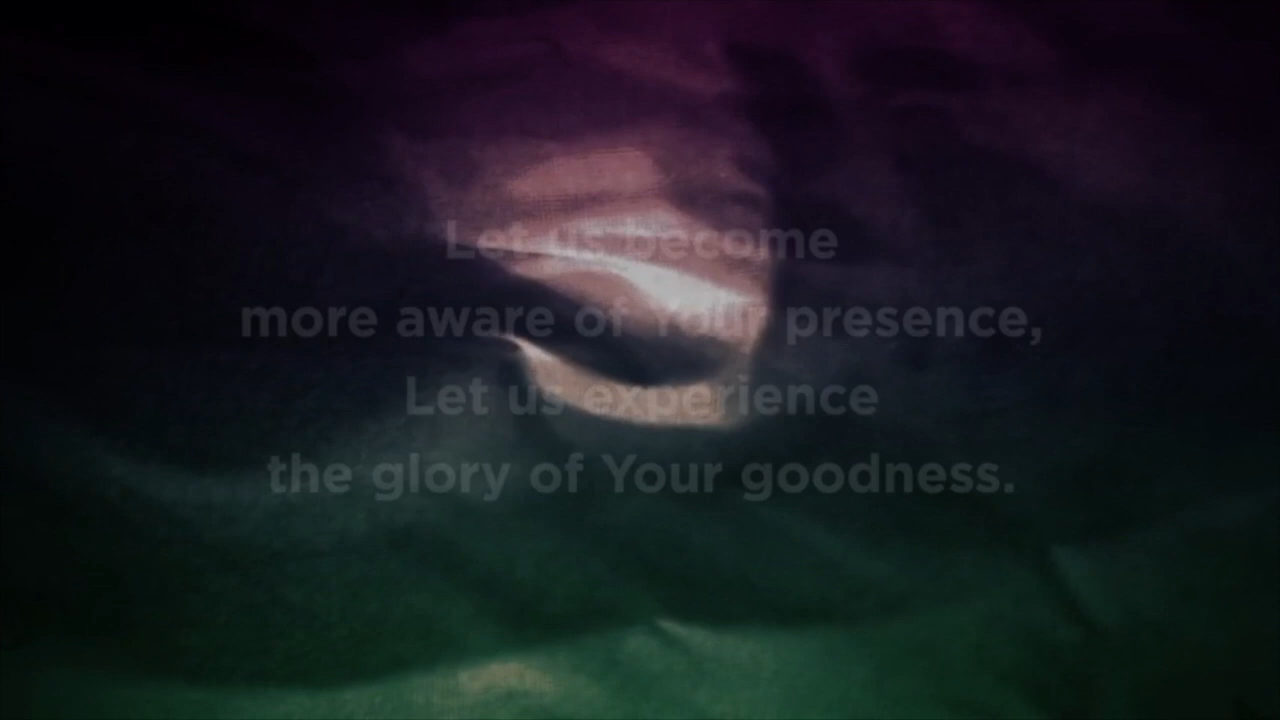 Let us become
more aware of Your presence,
Let us experience
the glory of Your goodness.